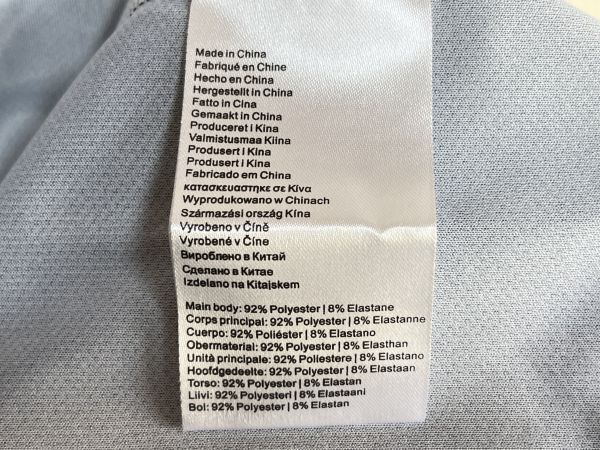 Made in China
Fabriqué en Chine
Hecho en China
Hergestellt in China
Fatto in Cina
Gemaakt in China
Produceret i Kina
Valmistusmaa Kiina
Produsert i Kina
Produsert i Kina
Fabricado em China
κατασκευαστηκε σε Κίνα
Wyprodukowano w Chinach
Származási ország Kína
Vyrobeno v Číně
Vyrobené v Číne
Вироблено в Китай
Сделано в Китае
Izdelano na Kitajskem
Main body: 92% Polyester | 8% Elastane
Corps principal: 92% Polyester | 8% Elastanne
Cuerpo: 92% Poliéster | 8% Elastano
Obermaterial: 92% Polyester | 8% Elasthan
Unità principale: 92% Poliestere | 8% Elastano
Hoofdgedeelte: 92% Polyester | 8% Elastaan
Torso: 92% Polyester | 8% Elastan
Liivi: 92% Polyesteri | 8% Elastaani
Bol: 92% Polyester | 8% Elastan